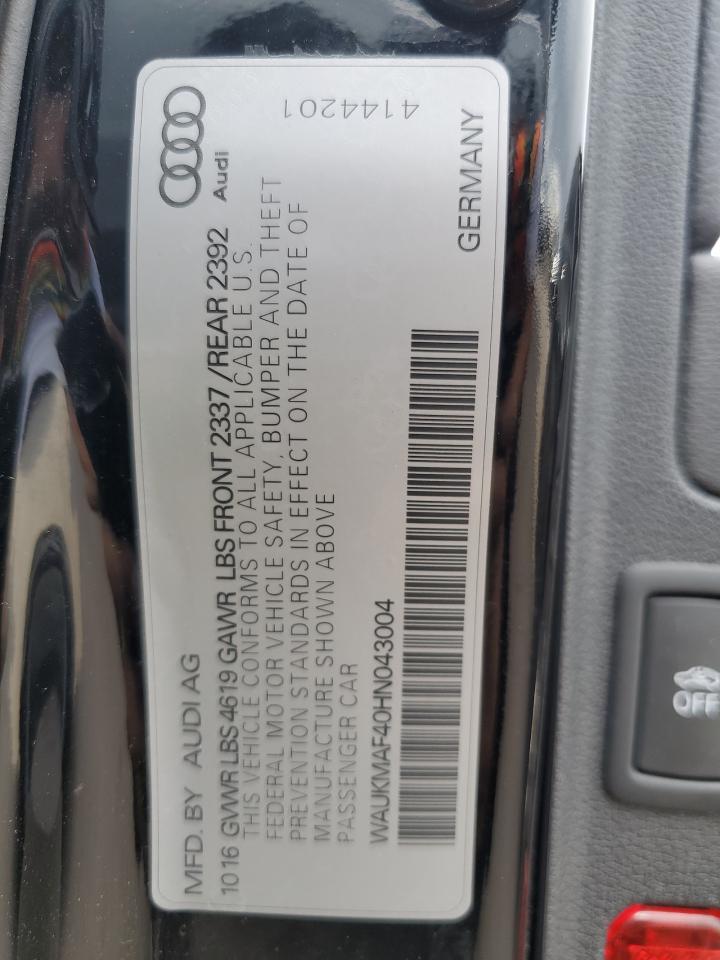 MFD. BY AUDI AG
Audi
10 16 GVWR LBS 4619 GAWR LBS FRONT 2337 / REAR 2392
THIS VEHICLE CONFORMS TO ALL APPLICABLE U.S.
FEDERAL MOTOR VEHICLE SAFETY, BUMPER AND THEFT
PREVENTION STANDARDS IN EFFECT ON THE DATE OF
MANUFACTURE SHOWN ABOVE
PASSENGER CAR
WAUKMAF40HN043004
4144201
GERMANY
OFF